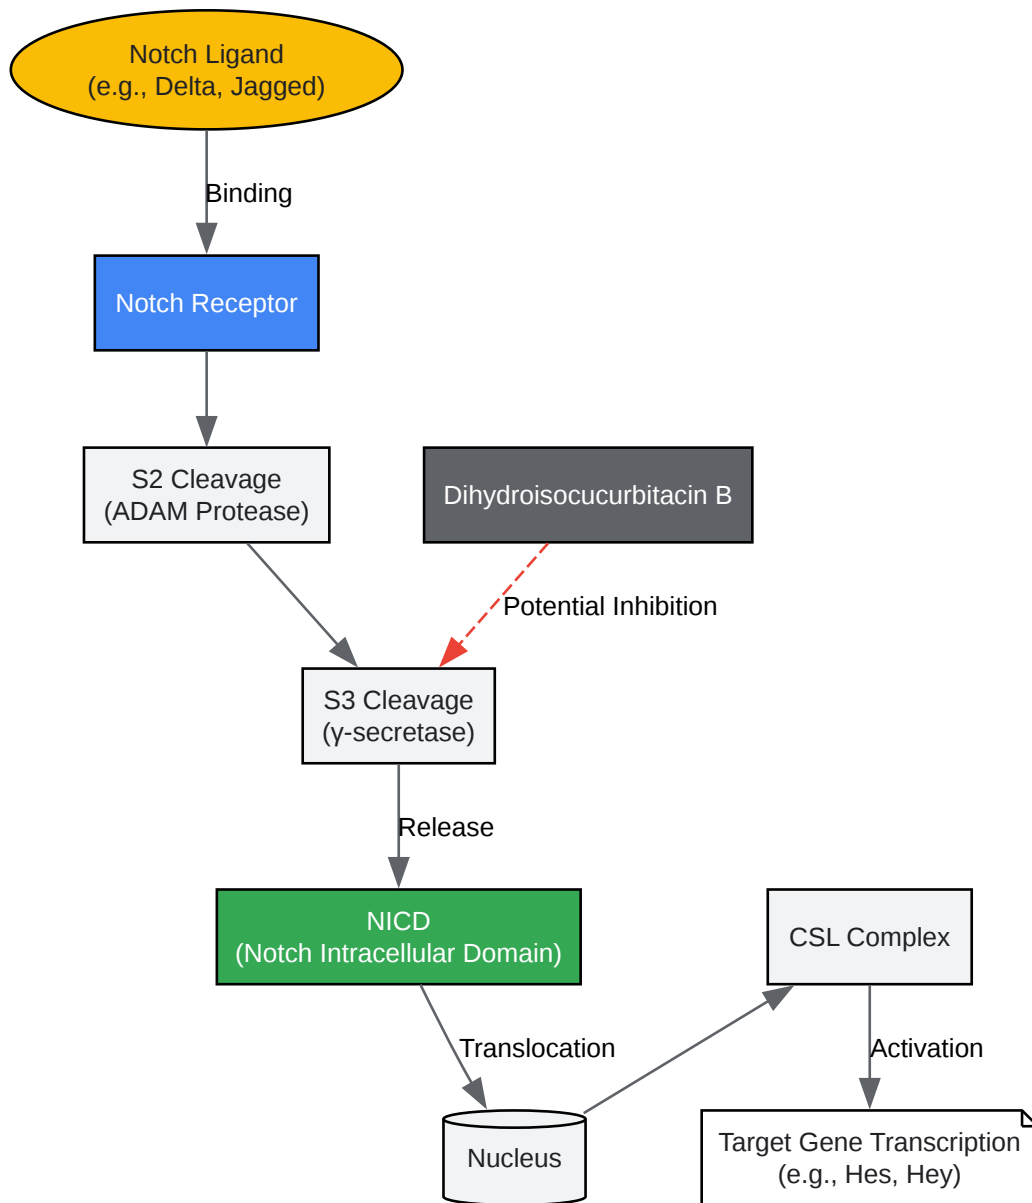 Notch Ligand
(e.g., Delta, Jagged)
Binding
Notch Receptor
S2 Cleavage
(ADAM Protease)
Dihydroisocucurbitacin B
Potential Inhibition
S3 Cleavage
(γ-secretase)
Release
NICD
(Notch Intracellular Domain)
CSL Complex
Translocation
Activation
Nucleus
Target Gene Transcription
(e.g., Hes, Hey)